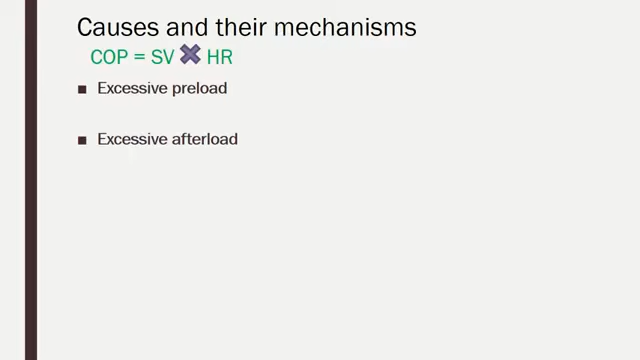 Causes and their mechanisms
COP = SV ✖ HR
■ Excessive preload
■ Excessive afterload